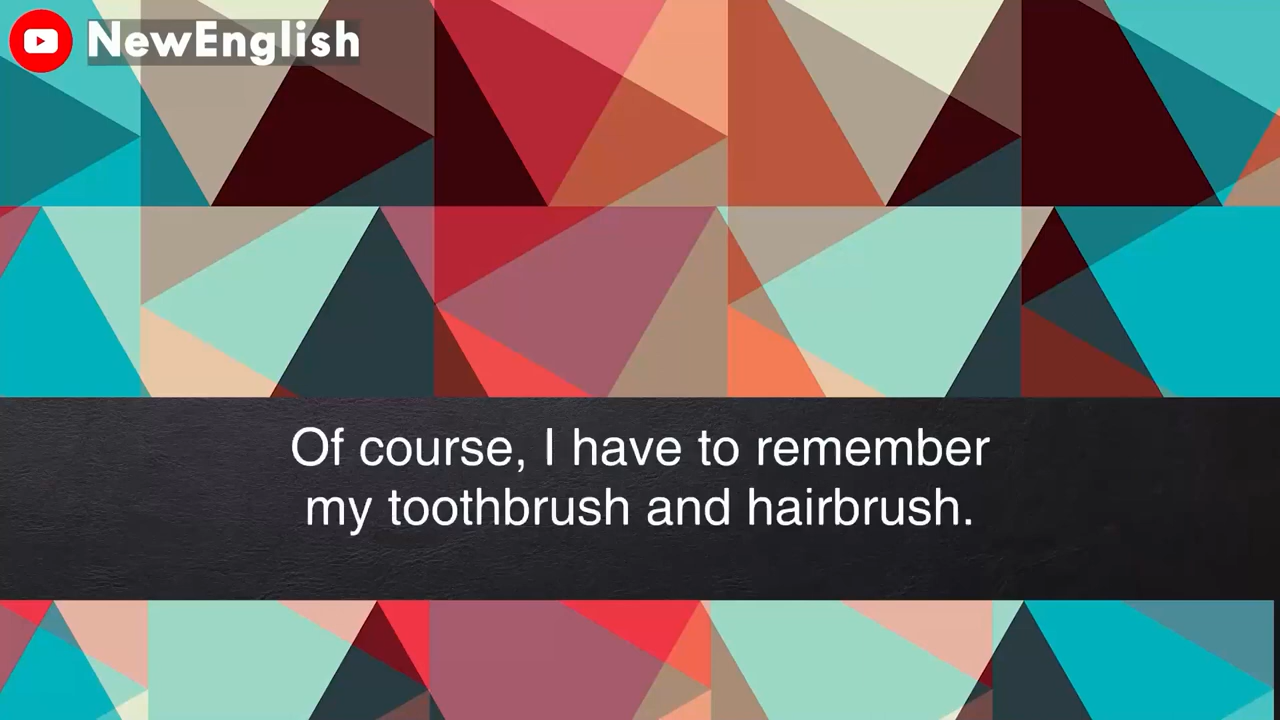 NewEnglish
Of course, I have to remember
my toothbrush and hairbrush.